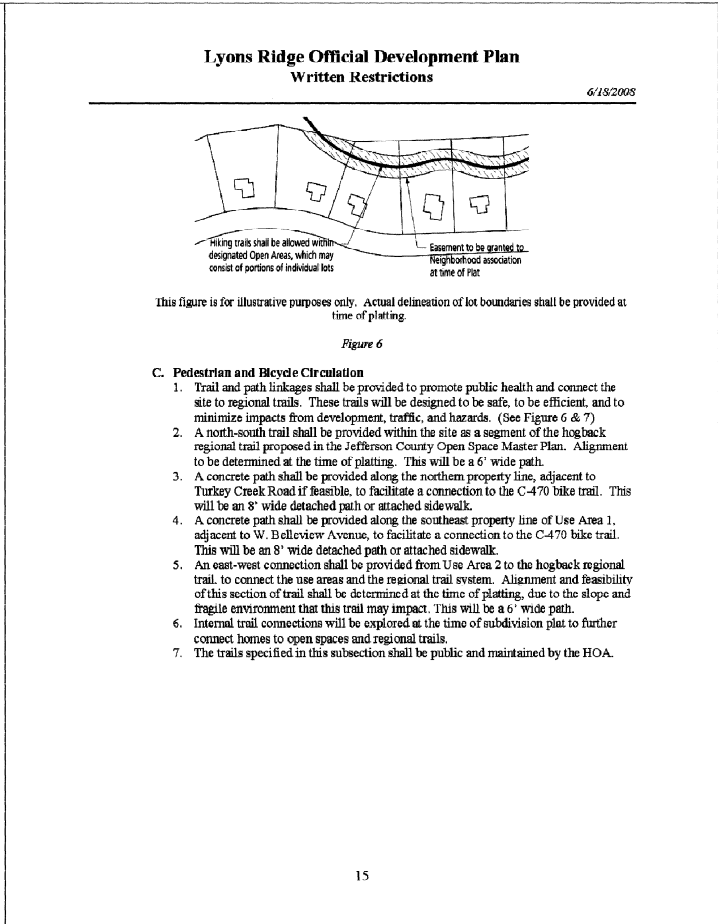 Lyons Ridge Official Development Plan
Written Restrictions
6/18/2008
Hiking trails shall be allowed within
designated Open Areas, which may
consist of portions of individual lots
Easement to be granted to
Neighborhood association
at time of Plat
This figure is for illustrative purposes only. Actual delineation of lot boundaries shall be provided at
time of platting.
Figure 6
C. Pedestrian and Bicycle Circulation
1. Trail and path linkages shall be provided to promote public health and connect the
site to regional trails. These trails will be designed to be safe, to be efficient, and to
minimize impacts from development, traffic, and hazards. (See Figure 6 & 7)
2. A north-south trail shall be provided within the site as a segment of the hogback
regional trail proposed in the Jefferson County Open Space Master Plan. Alignment
to be determined at the time of platting. This will be a 6' wide path.
3. A concrete path shall be provided along the northern property line, adjacent to
Turkey Creek Road if feasible, to facilitate a connection to the C-470 bike trail. This
will be an 8' wide detached path or attached sidewalk.
4. A concrete path shall be provided along the southeast property line of Use Area 1,
adjacent to W. Belleview Avenue, to facilitate a connection to the C-470 bike trail.
This will be an 8' wide detached path or attached sidewalk.
5. An east-west connection shall be provided from Use Area 2 to the hogback regional
trail, to connect the use areas and the regional trail system. Alignment and feasibility
of this section of trail shall be determined at the time of platting, due to the slope and
fragile environment that this trail may impact. This will be a 6' wide path.
6. Internal trail connections will be explored at the time of subdivision plat to further
connect homes to open spaces and regional trails.
7. The trails specified in this subsection shall be public and maintained by the HOA.
15